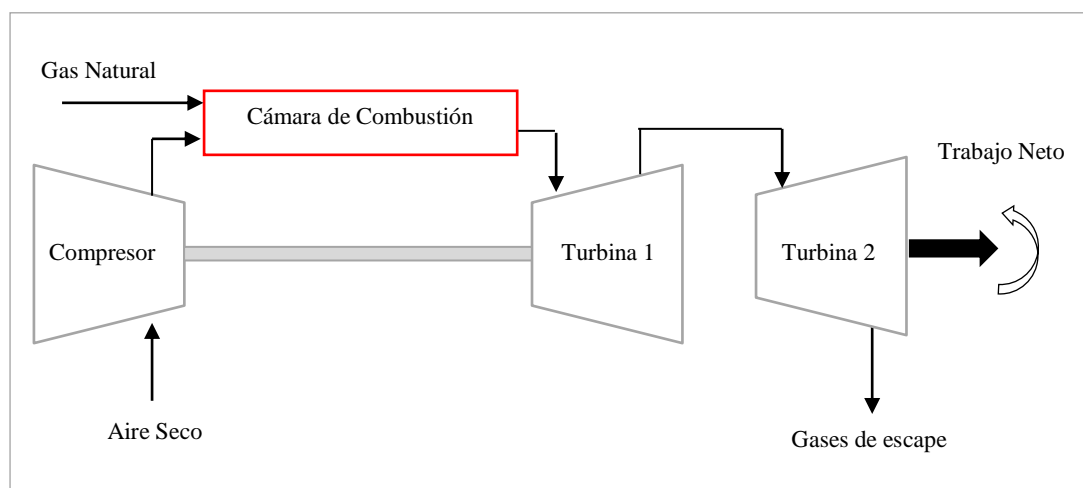 Gas Natural
Cámara de Combustión
Trabajo Neto
Compresor
Turbina 1
Turbina 2
Aire Seco
Gases de escape